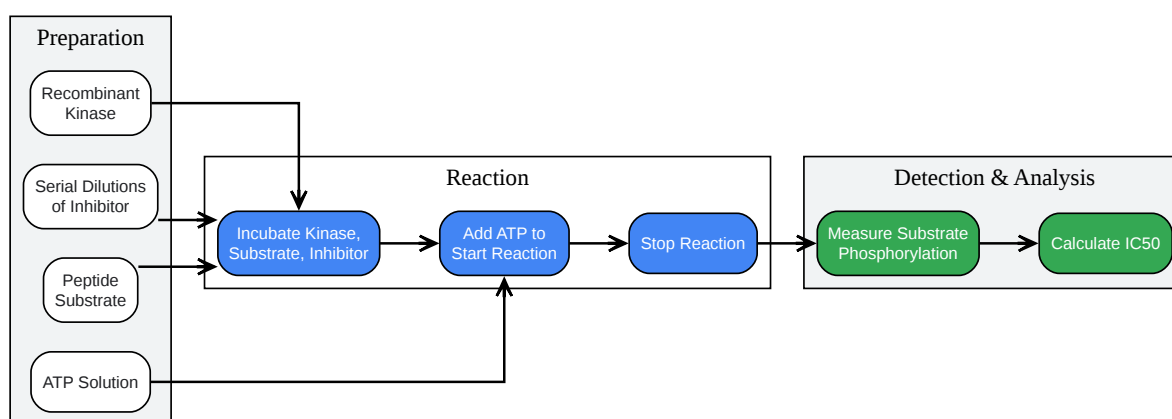 Preparation
Recombinant
Kinase
Serial Dilutions
of Inhibitor
Peptide
Substrate
ATP Solution
Reaction
Incubate Kinase,
Substrate, Inhibitor
Add ATP to
Start Reaction
Stop Reaction
Detection & Analysis
Measure Substrate
Phosphorylation
Calculate IC50